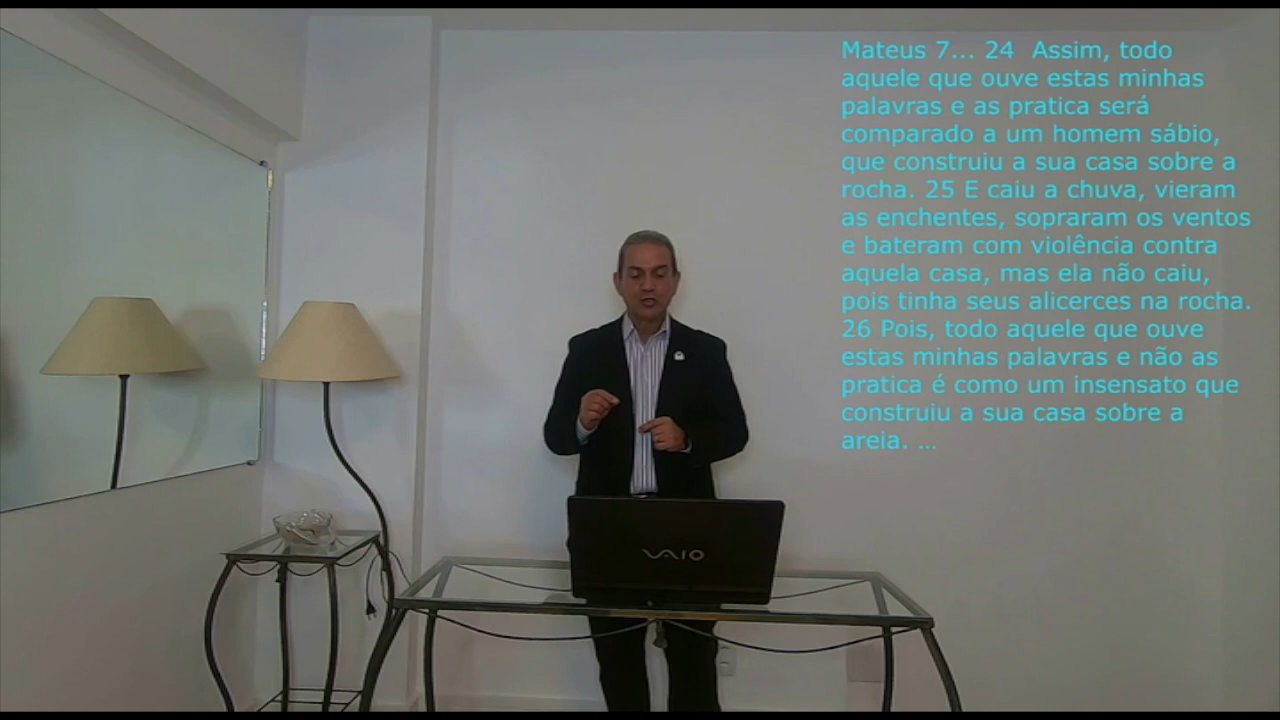 Mateus 7... 24  Assim, todo
aquele que ouve estas minhas
palavras e as pratica será
comparado a um homem sábio,
que construiu a sua casa sobre a
rocha. 25 E caiu a chuva, vieram
as enchentes, sopraram os ventos
e bateram com violência contra
aquela casa, mas ela não caiu,
pois tinha seus alicerces na rocha.
26 Pois, todo aquele que ouve
estas minhas palavras e não as
pratica é como um insensato que
construiu a sua casa sobre a
areia. ...
VAIO